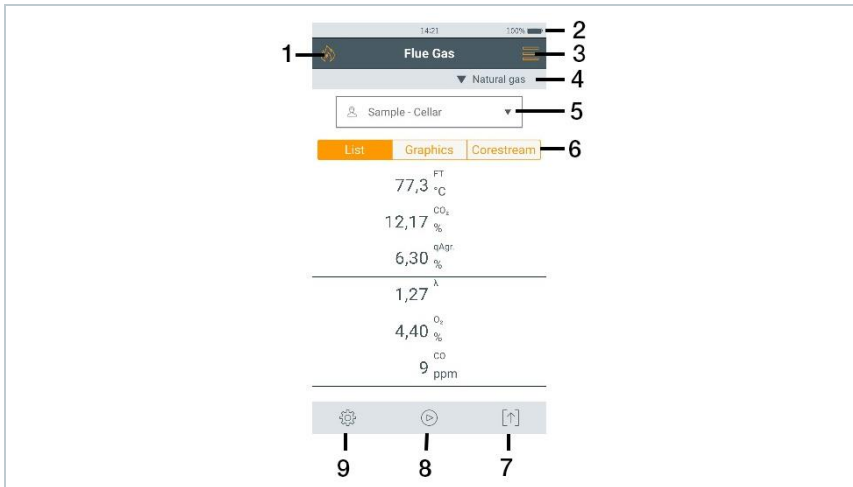 14:21 100% 2
1 Flue Gas 3
Natural gas 4
Sample - Cellar 5
List Graphics Corestream 6
77,3 FT °C
12,17 CO₂ %
6,30 qAgr. %
1,27 λ
4,40 O₂ %
9 CO ppm
9 8 7